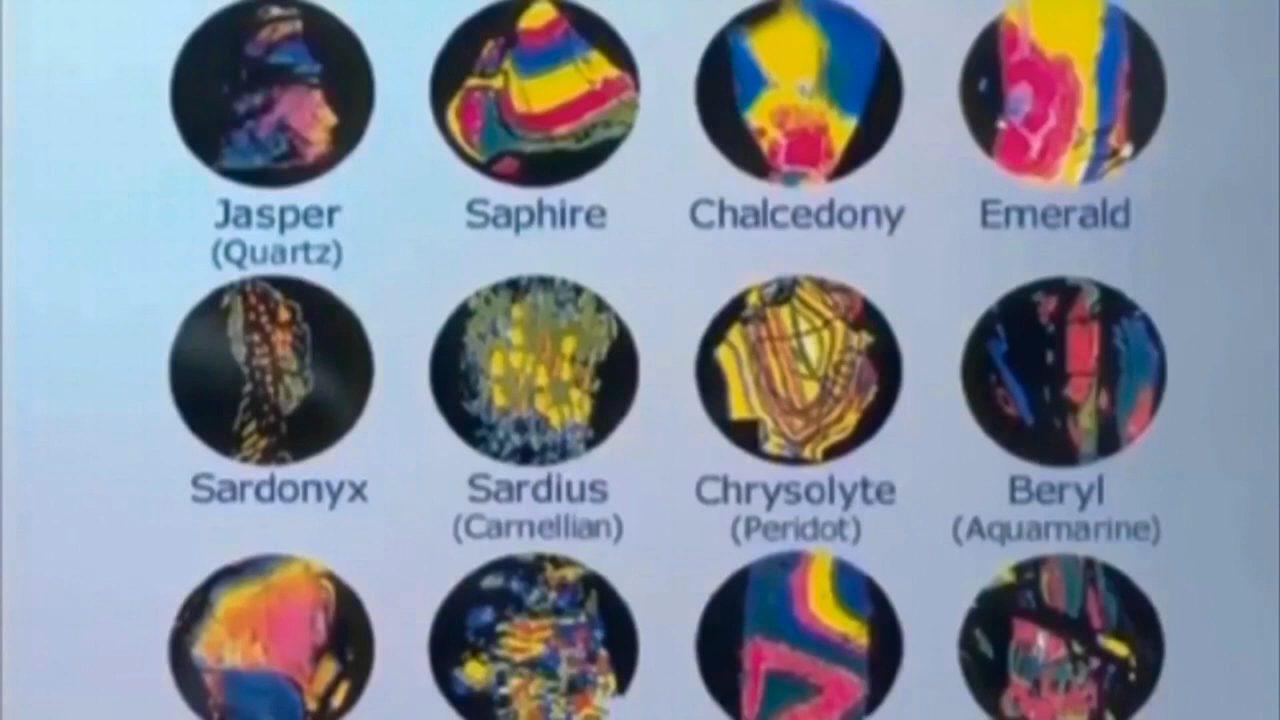 Jasper
(Quartz)
Saphire
Chalcedony
Emerald
Sardonyx
Sardius
(Carnellian)
Chrysolyte
(Peridot)
Beryl
(Aquamarine)